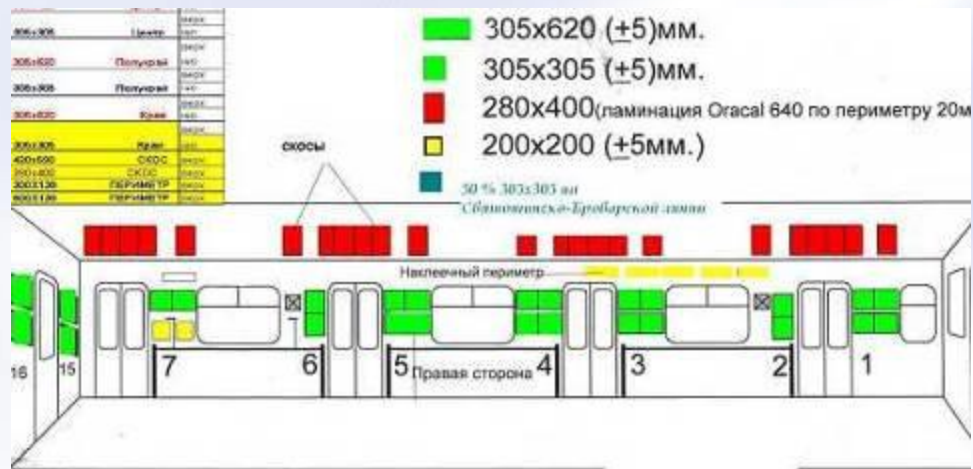 305x305 Центр
305x620 Полукрай
305x305 Полукрай
305x620 Край
305x305 Край
420x600 СКОС
280x400 СКОС
200X130 ПЕРИМЕТР
600X130 ПЕРИМЕТР
305x620 (±5)мм.
305x305 (±5)мм.
280x400(ламинация Oracal 640 по периметру 20м
200x200 (±5мм.)
50 % 305x305 на
Святошинско-Броварской линии
скосы
Наклеечный периметр
16
15
7
6
5
Правая сторона
4
3
2
1